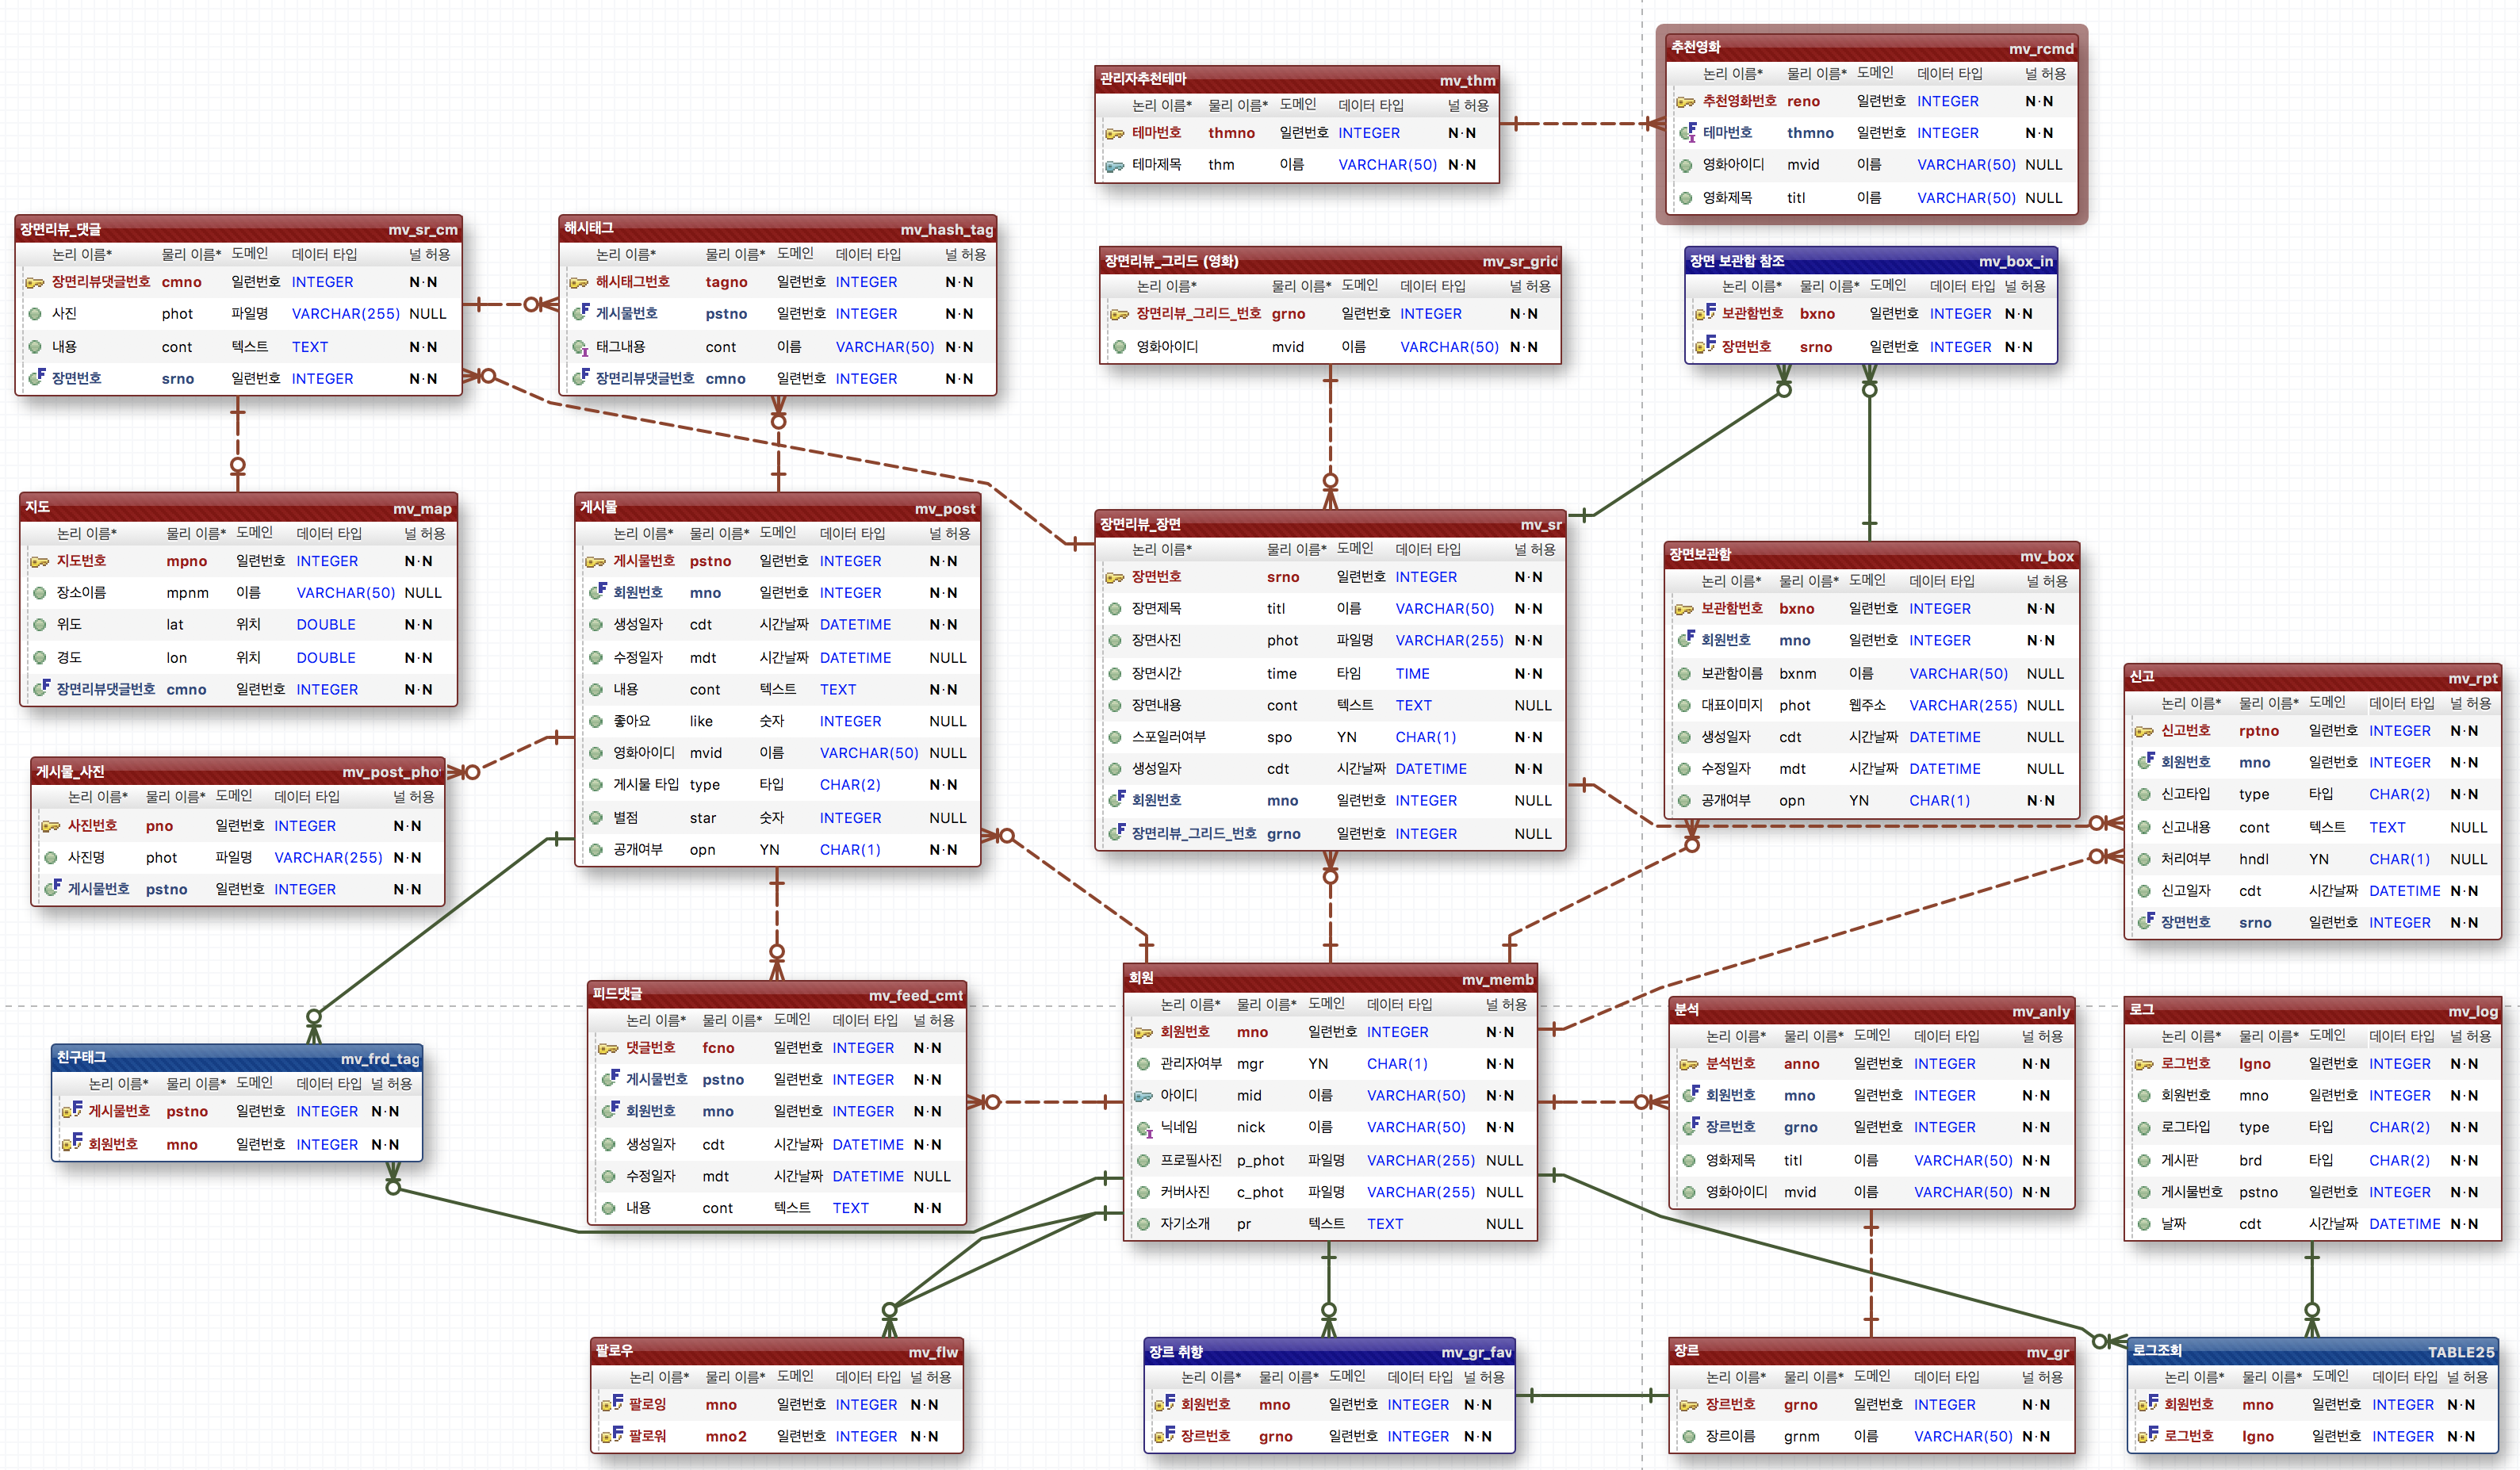 추천영화 mv_rcmd
논리 이름* 물리 이름* 도메인 데이터 타입 널 허용
추천영화번호 reno 일련번호 INTEGER N·N
테마번호 thmno 일련번호 INTEGER N·N
영화아이디 mvid 이름 VARCHAR(50) NULL
영화제목 titl 이름 VARCHAR(50) NULL
관리자추천테마 mv_thm
논리 이름* 물리 이름* 도메인 데이터 타입 널 허용
테마번호 thmno 일련번호 INTEGER N·N
테마제목 thm 이름 VARCHAR(50) N·N
장면리뷰_댓글 mv_sr_cm
논리 이름* 물리 이름* 도메인 데이터 타입 널 허용
장면리뷰댓글번호 cmno 일련번호 INTEGER N·N
사진 phot 파일명 VARCHAR(255) NULL
내용 cont 텍스트 TEXT N·N
장면번호 srno 일련번호 INTEGER N·N
해시태그 mv_hash_tag
논리 이름* 물리 이름* 도메인 데이터 타입 널 허용
해시태그번호 tagno 일련번호 INTEGER N·N
게시물번호 pstno 일련번호 INTEGER N·N
태그내용 cont 이름 VARCHAR(50) N·N
장면리뷰댓글번호 cmno 일련번호 INTEGER N·N
장면리뷰_그리드 (영화) mv_sr_grid
논리 이름* 물리 이름* 도메인 데이터 타입 널 허용
장면리뷰_그리드_번호 grno 일련번호 INTEGER N·N
영화아이디 mvid 이름 VARCHAR(50) N·N
장면 보관함 참조 mv_box_in
논리 이름* 물리 이름* 도메인 데이터 타입 널 허용
보관함번호 bxno 일련번호 INTEGER N·N
장면번호 srno 일련번호 INTEGER N·N
지도 mv_map
논리 이름* 물리 이름* 도메인 데이터 타입 널 허용
지도번호 mpno 일련번호 INTEGER N·N
장소이름 mpnm 이름 VARCHAR(50) NULL
위도 lat 위치 DOUBLE N·N
경도 lon 위치 DOUBLE N·N
장면리뷰댓글번호 cmno 일련번호 INTEGER N·N
게시물 mv_post
논리 이름* 물리 이름* 도메인 데이터 타입 널 허용
게시물번호 pstno 일련번호 INTEGER N·N
회원번호 mno 일련번호 INTEGER N·N
생성일자 cdt 시간날짜 DATETIME N·N
수정일자 mdt 시간날짜 DATETIME NULL
내용 cont 텍스트 TEXT N·N
좋아요 like 숫자 INTEGER NULL
영화아이디 mvid 이름 VARCHAR(50) NULL
게시물 타입 type 타입 CHAR(2) N·N
별점 star 숫자 INTEGER NULL
공개여부 opn YN CHAR(1) N·N
장면리뷰_장면 mv_sr
논리 이름* 물리 이름* 도메인 데이터 타입 널 허용
장면번호 srno 일련번호 INTEGER N·N
장면제목 titl 이름 VARCHAR(50) N·N
장면사진 phot 파일명 VARCHAR(255) N·N
장면시간 time 타임 TIME N·N
장면내용 cont 텍스트 TEXT NULL
스포일러여부 spo YN CHAR(1) N·N
생성일자 cdt 시간날짜 DATETIME N·N
회원번호 mno 일련번호 INTEGER NULL
장면리뷰_그리드_번호 grno 일련번호 INTEGER NULL
장면보관함 mv_box
논리 이름* 물리 이름* 도메인 데이터 타입 널 허용
보관함번호 bxno 일련번호 INTEGER N·N
회원번호 mno 일련번호 INTEGER N·N
보관함이름 bxnm 이름 VARCHAR(50) NULL
대표이미지 phot 웹주소 VARCHAR(255) NULL
생성일자 cdt 시간날짜 DATETIME NULL
수정일자 mdt 시간날짜 DATETIME NULL
공개여부 opn YN CHAR(1) N·N
신고 mv_rpt
논리 이름* 물리 이름* 도메인 데이터 타입 널 허용
신고번호 rptno 일련번호 INTEGER N·N
회원번호 mno 일련번호 INTEGER N·N
신고타입 type 타입 CHAR(2) N·N
신고내용 cont 텍스트 TEXT NULL
처리여부 hndl YN CHAR(1) NULL
신고일자 cdt 시간날짜 DATETIME N·N
장면번호 srno 일련번호 INTEGER N·N
게시물_사진 mv_post_phot
논리 이름* 물리 이름* 도메인 데이터 타입 널 허용
사진번호 pno 일련번호 INTEGER N·N
사진명 phot 파일명 VARCHAR(255) N·N
게시물번호 pstno 일련번호 INTEGER N·N
친구태그 mv_frd_tag
논리 이름* 물리 이름* 도메인 데이터 타입 널 허용
게시물번호 pstno 일련번호 INTEGER N·N
회원번호 mno 일련번호 INTEGER N·N
피드댓글 mv_feed_cmt
논리 이름* 물리 이름* 도메인 데이터 타입 널 허용
댓글번호 fcno 일련번호 INTEGER N·N
게시물번호 pstno 일련번호 INTEGER N·N
회원번호 mno 일련번호 INTEGER N·N
생성일자 cdt 시간날짜 DATETIME N·N
수정일자 mdt 시간날짜 DATETIME NULL
내용 cont 텍스트 TEXT N·N
회원 mv_memb
논리 이름* 물리 이름* 도메인 데이터 타입 널 허용
회원번호 mno 일련번호 INTEGER N·N
관리자여부 mgr YN CHAR(1) N·N
아이디 mid 이름 VARCHAR(50) N·N
닉네임 nick 이름 VARCHAR(50) N·N
프로필사진 p_phot 파일명 VARCHAR(255) NULL
커버사진 c_phot 파일명 VARCHAR(255) NULL
자기소개 pr 텍스트 TEXT NULL
분석 mv_anly
논리 이름* 물리 이름* 도메인 데이터 타입 널 허용
분석번호 anno 일련번호 INTEGER N·N
회원번호 mno 일련번호 INTEGER N·N
장르번호 grno 일련번호 INTEGER N·N
영화제목 titl 이름 VARCHAR(50) N·N
영화아이디 mvid 이름 VARCHAR(50) N·N
로그 mv_log
논리 이름* 물리 이름* 도메인 데이터 타입 널 허용
로그번호 lgno 일련번호 INTEGER N·N
회원번호 mno 일련번호 INTEGER N·N
로그타입 type 타입 CHAR(2) N·N
게시판 brd 타입 CHAR(2) N·N
게시물번호 pstno 일련번호 INTEGER N·N
날짜 cdt 시간날짜 DATETIME N·N
팔로우 mv_flw
논리 이름* 물리 이름* 도메인 데이터 타입 널 허용
팔로잉 mno 일련번호 INTEGER N·N
팔로워 mno2 일련번호 INTEGER N·N
장르 취향 mv_gr_fav
논리 이름* 물리 이름* 도메인 데이터 타입 널 허용
회원번호 mno 일련번호 INTEGER N·N
장르번호 grno 일련번호 INTEGER N·N
장르 mv_gr
논리 이름* 물리 이름* 도메인 데이터 타입 널 허용
장르번호 grno 일련번호 INTEGER N·N
장르이름 grnm 이름 VARCHAR(50) N·N
로그조회 TABLE25
논리 이름* 물리 이름* 도메인 데이터 타입 널 허용
회원번호 mno 일련번호 INTEGER N·N
로그번호 lgno 일련번호 INTEGER N·N